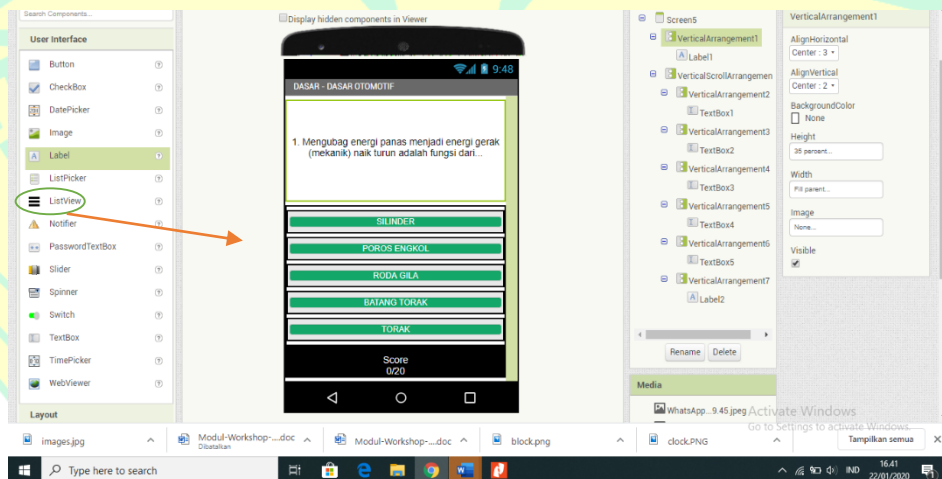 Search Components...
User Interface
Button
CheckBox
DatePicker
Image
Label
ListPicker
ListView
Notifier
PasswordTextBox
Slider
Spinner
Switch
TextBox
TimePicker
WebViewer
Layout
Display hidden components in Viewer
9:48
DASAR - DASAR OTOMOTIF
1. Mengubag energi panas menjadi energi gerak
(mekanik) naik turun adalah fungsi dari...
SILINDER
POROS ENGKOL
RODA GILA
BATANG TORAK
TORAK
Score
0/20
Screen5
VerticalArrangement1
Label1
VerticalScrollArrangemen
VerticalArrangement2
TextBox1
VerticalArrangement3
TextBox2
VerticalArrangement4
TextBox3
VerticalArrangement5
TextBox4
VerticalArrangement6
TextBox5
VerticalArrangement7
Label2
Rename Delete
Media
WhatsApp...9.45.jpeg
VerticalArrangement1
AlignHorizontal
Center : 3
AlignVertical
Center : 2
BackgroundColor
None
Height
35 percent...
Width
Fill parent...
Image
None...
Visible
Activate Windows
Go to Settings to activate Windows.
images.jpg
Modul-Workshop-....doc
Dibatalkan
Modul-Workshop-....doc
block.png
clock.PNG
Tampilkan semua
Type here to search
IND
16.41
22/01/2020